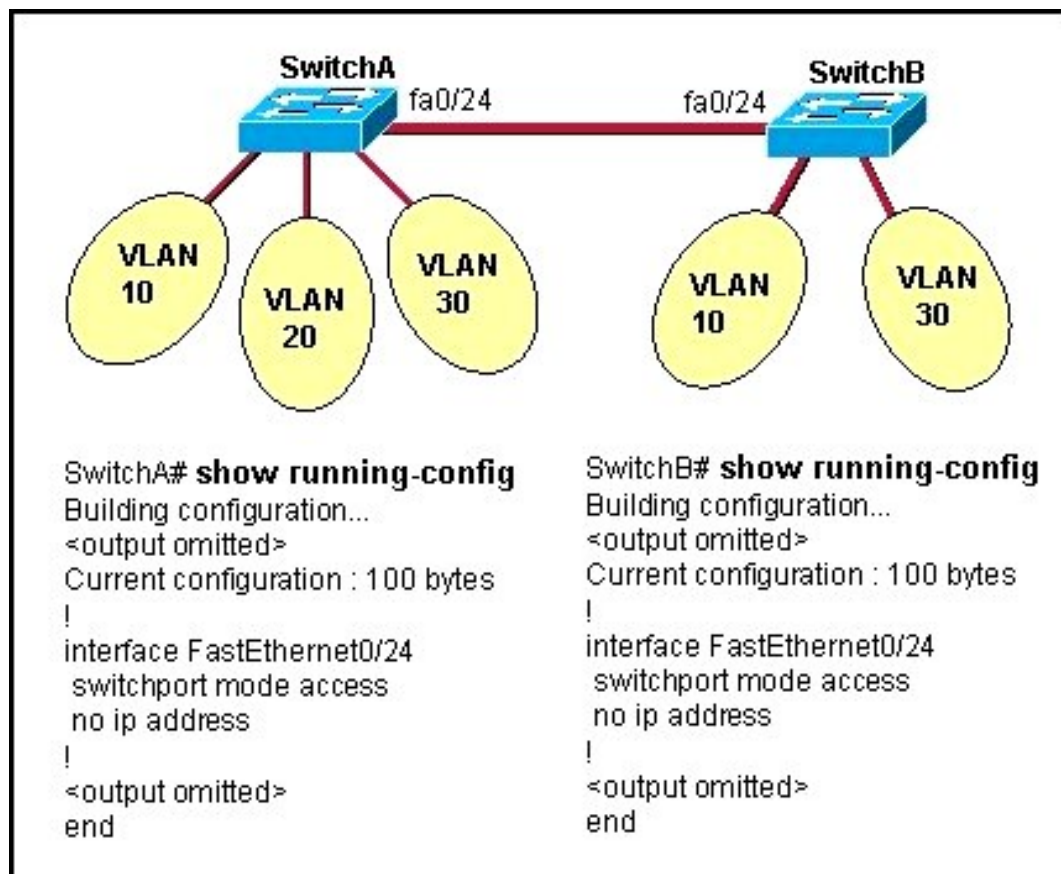 SwitchA
fa0/24
fa0/24
SwitchB
VLAN
10
VLAN
20
VLAN
30
VLAN
10
VLAN
30
SwitchA# show running-config
Building configuration...
<output omitted>
Current configuration : 100 bytes
!
interface FastEthernet0/24
switchport mode access
no ip address
!
<output omitted>
end
SwitchB# show running-config
Building configuration...
<output omitted>
Current configuration : 100 bytes
!
interface FastEthernet0/24
switchport mode access
no ip address
!
<output omitted>
end